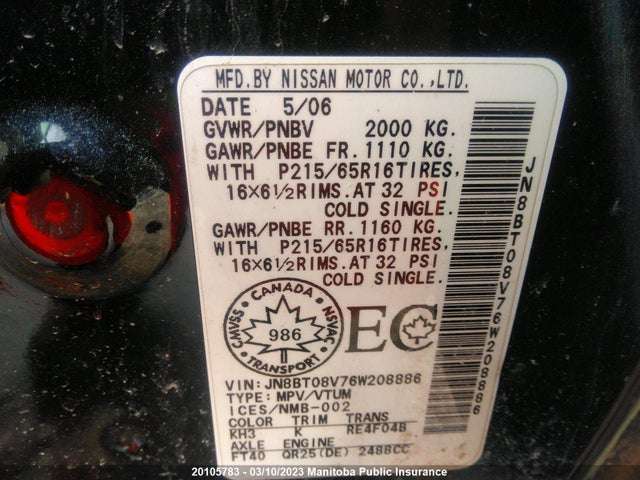 MFD.BY NISSAN MOTOR CO.,LTD.
DATE 5/06
GVWR/PNBV 2000 KG.
GAWR/PNBE FR. 1110 KG.
WITH P215/65R16TIRES,
16X6½RIMS.AT 32 PSI
COLD SINGLE.
GAWR/PNBE RR. 1160 KG.
WITH P215/65R16TIRES,
16X6½RIMS.AT 32 PSI
COLD SINGLE.
CANADA
CMVSS
NSVAC
986
EC
VIN: JN8BT08V76W208886
TYPE: MPV/VTUM
ICES/NMB-002
COLOR TRIM TRANS
KH3 K RE4F04B
AXLE ENGINE
FT40 QR25(DE) 2488CC
JN8BT08V76W208886
20105783 - 03/10/2023 Manitoba Public Insurance